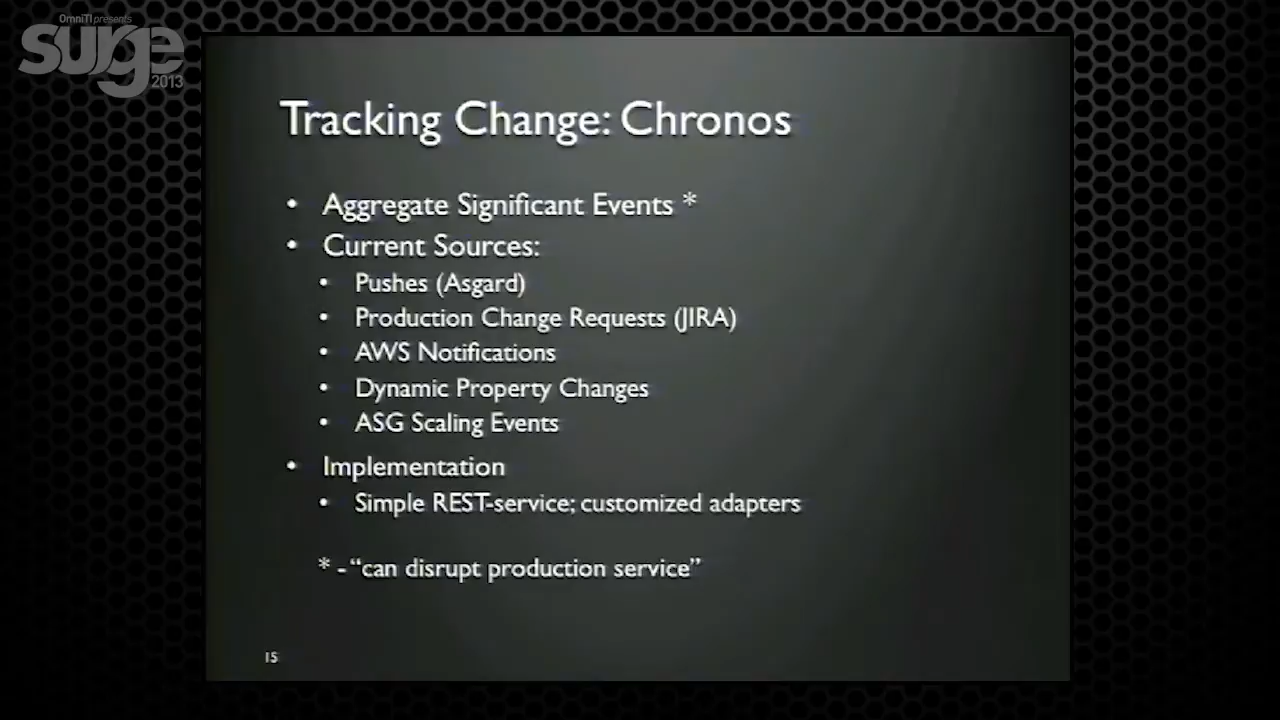 OmniTI presents
surge
2013
Tracking Change: Chronos
• Aggregate Significant Events *
• Current Sources:
• Pushes (Asgard)
• Production Change Requests (JIRA)
• AWS Notifications
• Dynamic Property Changes
• ASG Scaling Events
• Implementation
• Simple REST-service; customized adapters
* - “can disrupt production service”
15